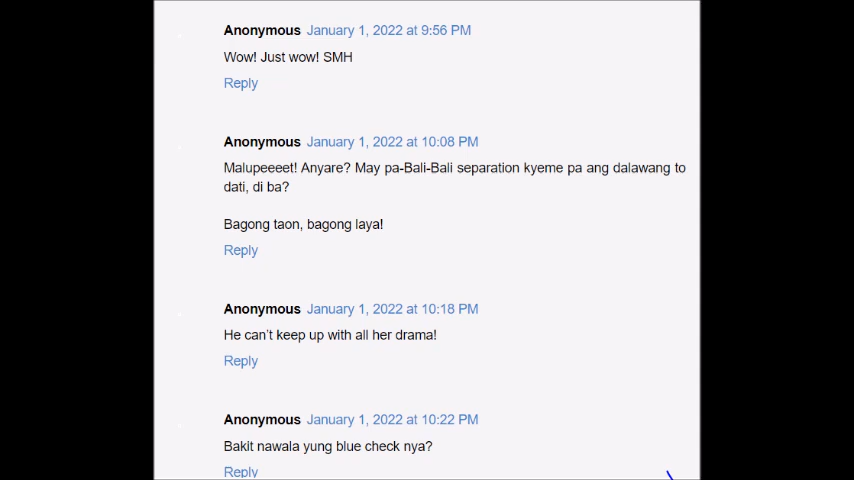 Anonymous January 1, 2022 at 9:56 PM
Wow! Just wow! SMH
Reply
Anonymous January 1, 2022 at 10:08 PM
Malupeeeet! Anyare? May pa-Bali-Bali separation kyeme pa ang dalawang to
dati, di ba?
Bagong taon, bagong laya!
Reply
Anonymous January 1, 2022 at 10:18 PM
He can’t keep up with all her drama!
Reply
Anonymous January 1, 2022 at 10:22 PM
Bakit nawala yung blue check nya?
Reply